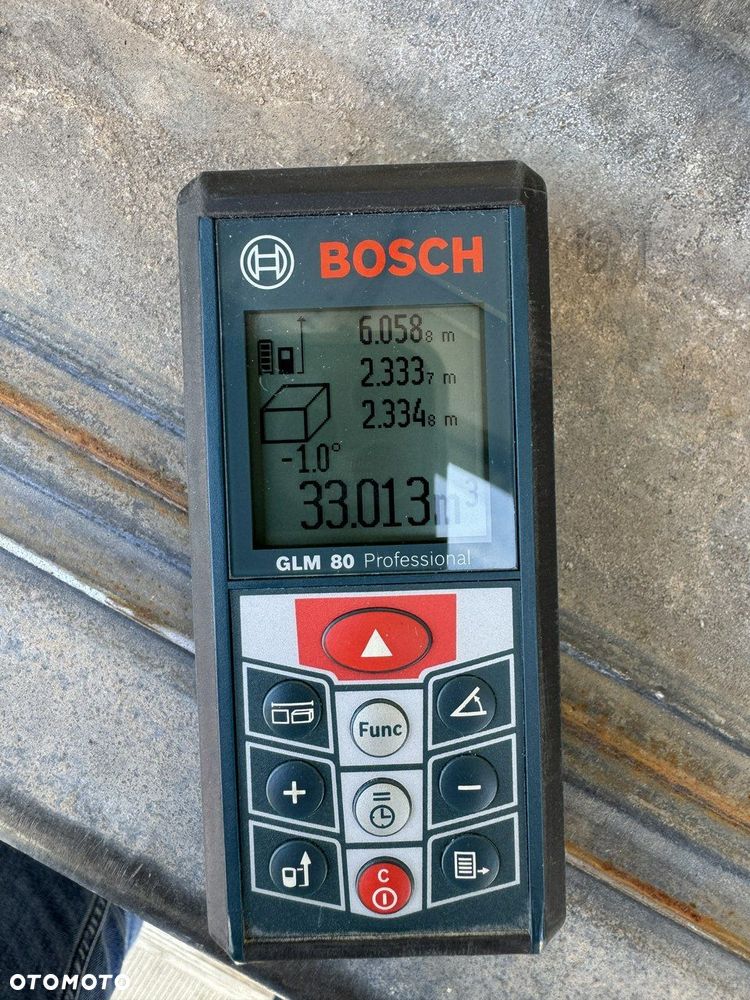 BOSCH
6.058₈ m
2.333₇ m
2.334₈ m
-1.0°
33.013 m³
GLM 80 Professional
Func
+
=
-
C
OTOMOTO